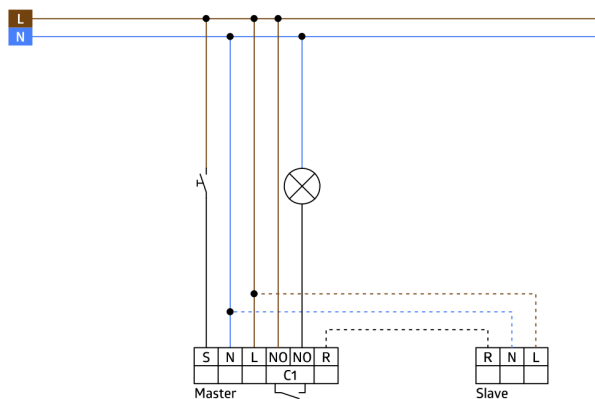 L
N
S N L NO NO R
C1
Master
R N L
Slave